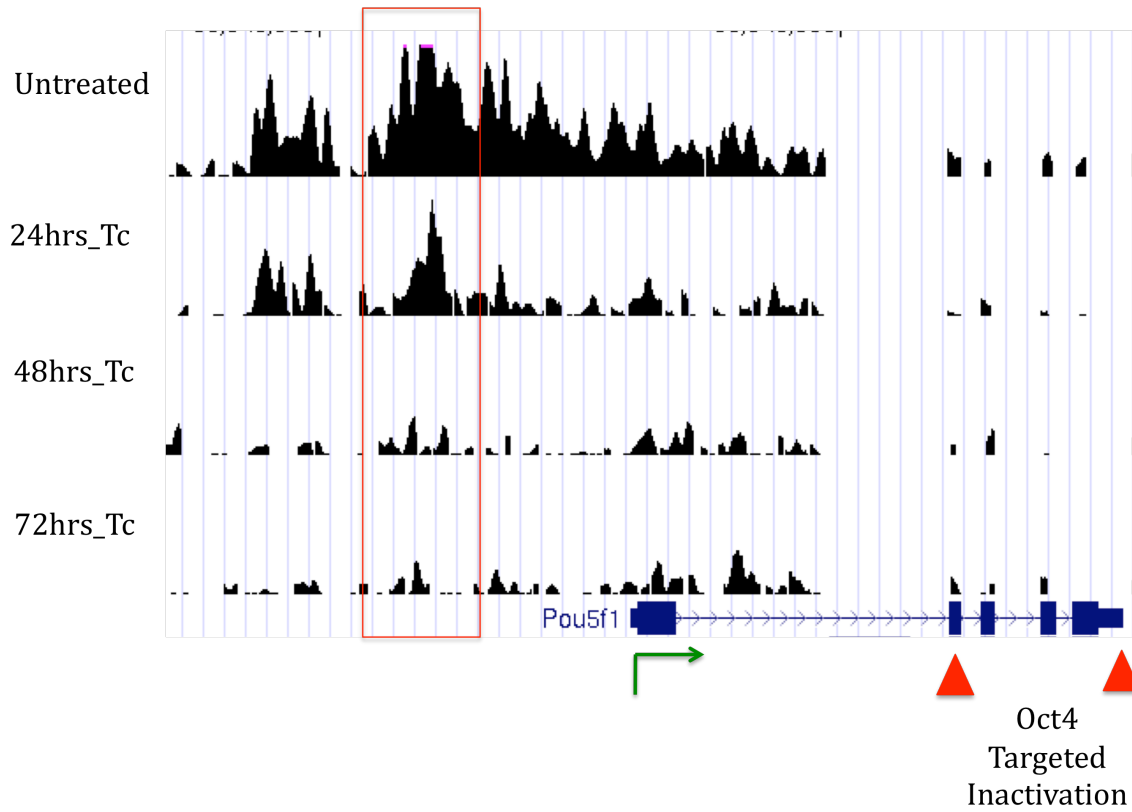 Untreated
24hrs_Tc
48hrs_Tc
72hrs_Tc
Pou5f1
Oct4
Targeted
Inactivation